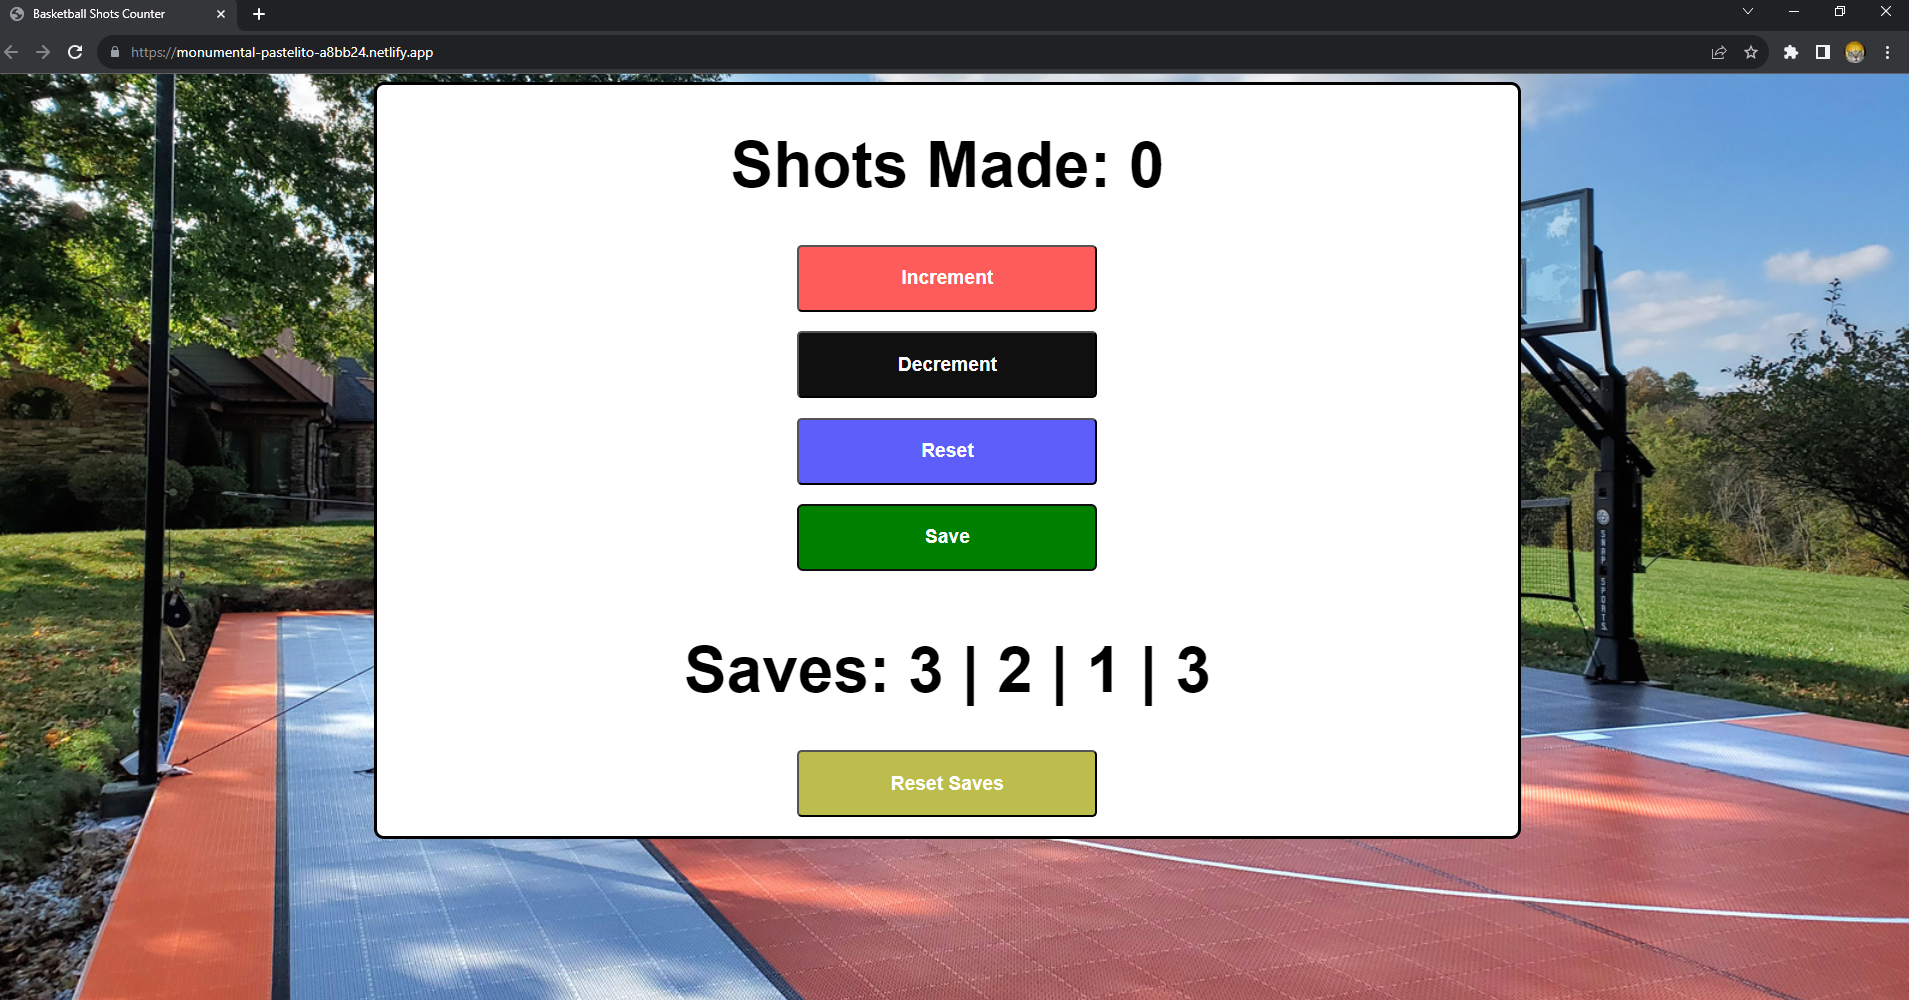 Basketball Shots Counter
https://monumental-pastelito-a8bb24.netlify.app
Shots Made: 0
Increment
Decrement
Reset
Save
Saves: 3 | 2 | 1 | 3
Reset Saves
SNAP SPORTS